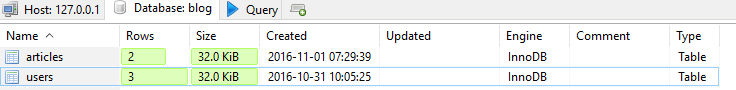 Host: 127.0.0.1 Database: blog Query
Name Rows Size Created Updated Engine Comment Type
articles 2 32.0 KiB 2016-11-01 07:29:39 InnoDB Table
users 3 32.0 KiB 2016-10-31 10:05:25 InnoDB Table